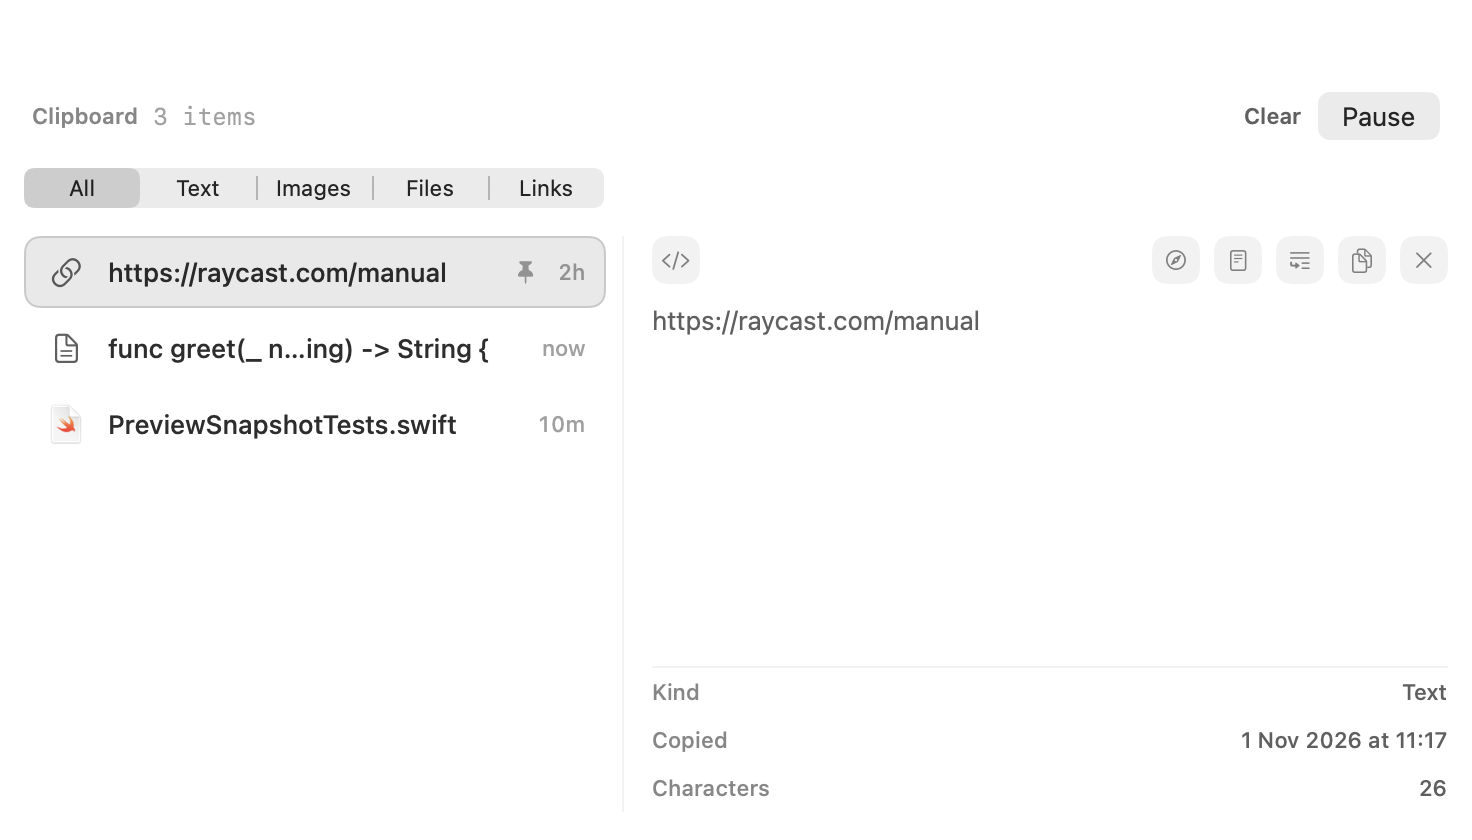 Clipboard 3 items
Clear
Pause
All
Text
Images
Files
Links
https://raycast.com/manual
2h
func greet(_ n...ing) -> String {
now
PreviewSnapshotTests.swift
10m
</>
https://raycast.com/manual
Kind
Text
Copied
1 Nov 2026 at 11:17
Characters
26